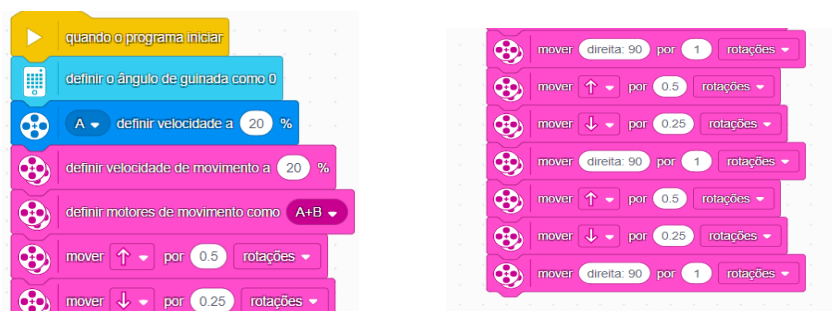 quando o programa iniciar
definir o ângulo de guinada como 0
A definir velocidade a 20 %
definir velocidade de movimento a 20 %
definir motores de movimento como A+B
mover ↑ por 0.5 rotações
mover ↓ por 0.25 rotações
mover direita: 90 por 1 rotações
mover ↑ por 0.5 rotações
mover ↓ por 0.25 rotações
mover direita: 90 por 1 rotações
mover ↑ por 0.5 rotações
mover ↓ por 0.25 rotações
mover direita: 90 por 1 rotações